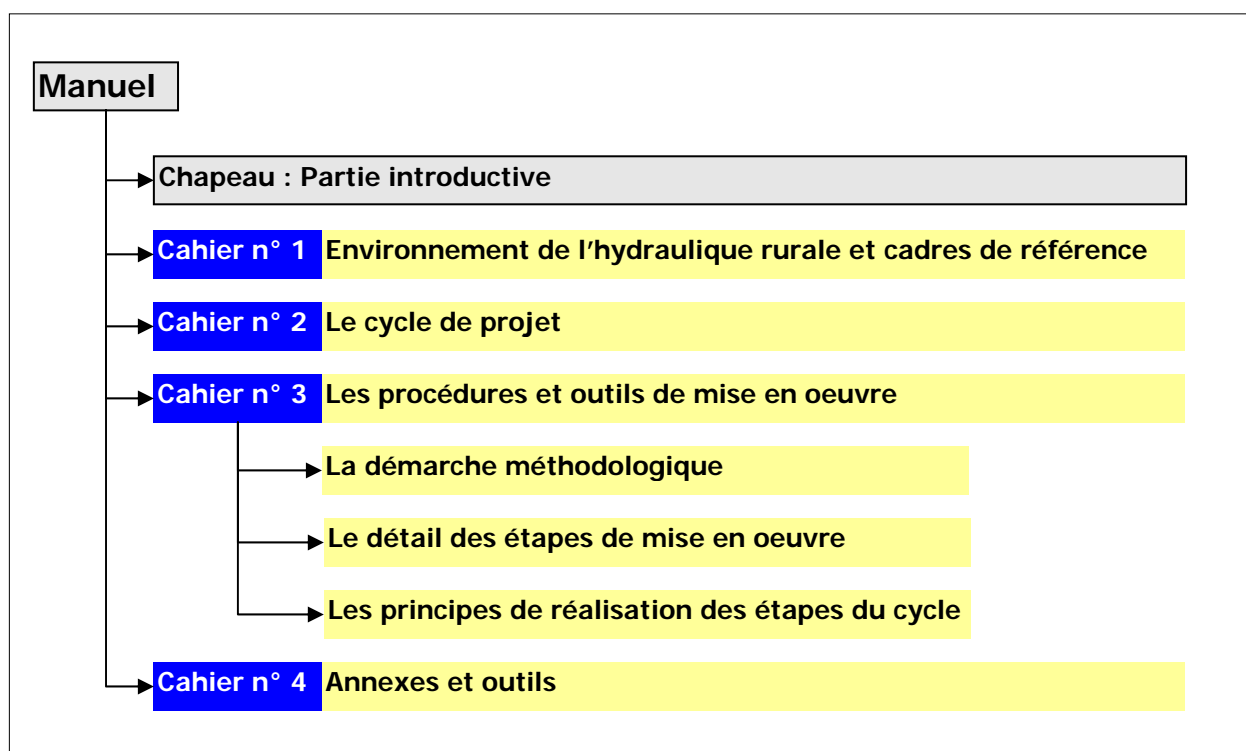 Manuel
Chapeau : Partie introductive
Cahier n° 1 Environnement de l'hydraulique rurale et cadres de référence
Cahier n° 2 Le cycle de projet
Cahier n° 3 Les procédures et outils de mise en oeuvre
La démarche méthodologique
Le détail des étapes de mise en oeuvre
Les principes de réalisation des étapes du cycle
Cahier n° 4 Annexes et outils